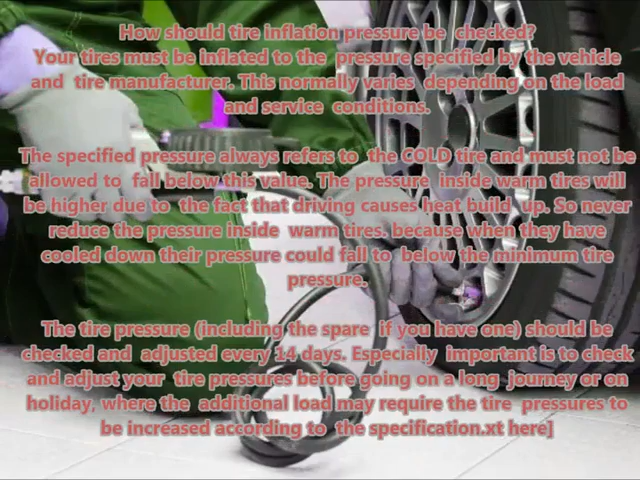 How should tire inflation pressure be checked?
Your tires must be inflated to the pressure specified by the vehicle
and tire manufacturer. This normally varies depending on the load
and service conditions.
The specified pressure always refers to the COLD tire and must not be
allowed to fall below this value. The pressure inside warm tires will
be higher due to the fact that driving causes heat build up. So never
reduce the pressure inside warm tires. because when they have
cooled down their pressure could fall to below the minimum tire
pressure.
The tire pressure (including the spare if you have one) should be
checked and adjusted every 14 days. Especially important is to check
and adjust your tire pressures before going on a long journey or on
holiday, where the additional load may require the tire pressures to
be increased according to the specification.xt here]